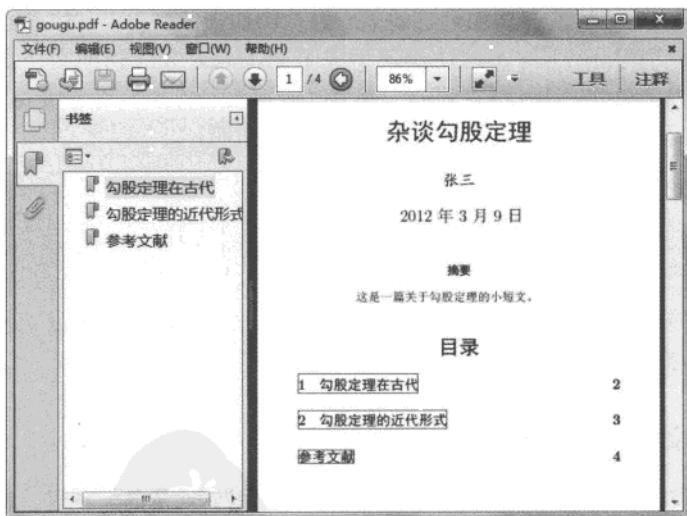 gougu.pdf - Adobe Reader
文件(F) 编辑(E) 视图(V) 窗口(W) 帮助(H)
1 / 4 86% 工具 注释
书签
勾股定理在古代
勾股定理的近代形式
参考文献
杂谈勾股定理
张三
2012 年 3 月 9 日
摘要
这是一篇关于勾股定理的小短文。
目录
1 勾股定理在古代 2
2 勾股定理的近代形式 3
参考文献 4